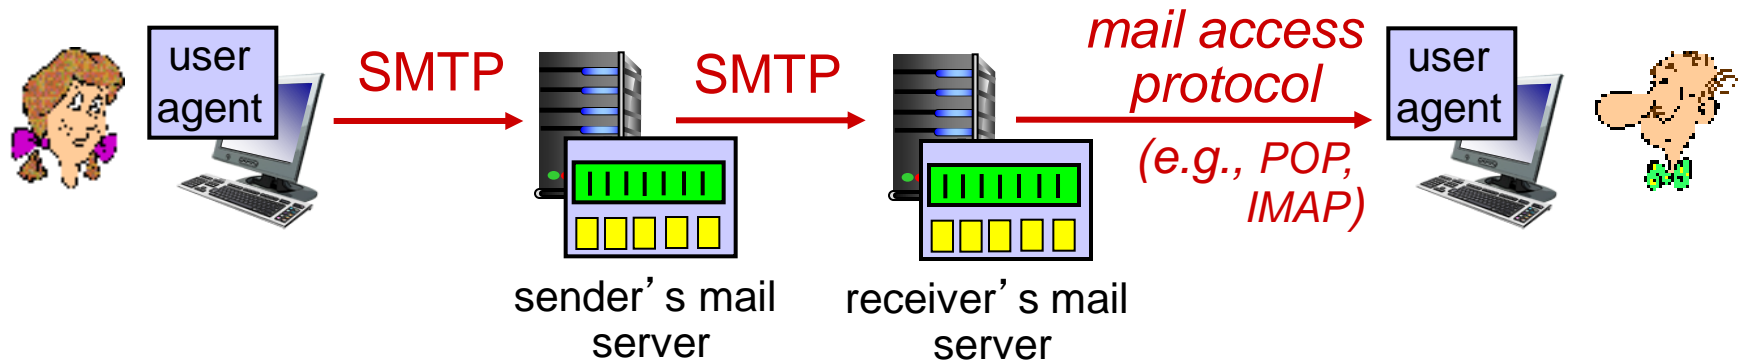 user
agent
SMTP
SMTP
mail access
protocol
(e.g., POP,
IMAP)
user
agent
sender’s mail
server
receiver’s mail
server